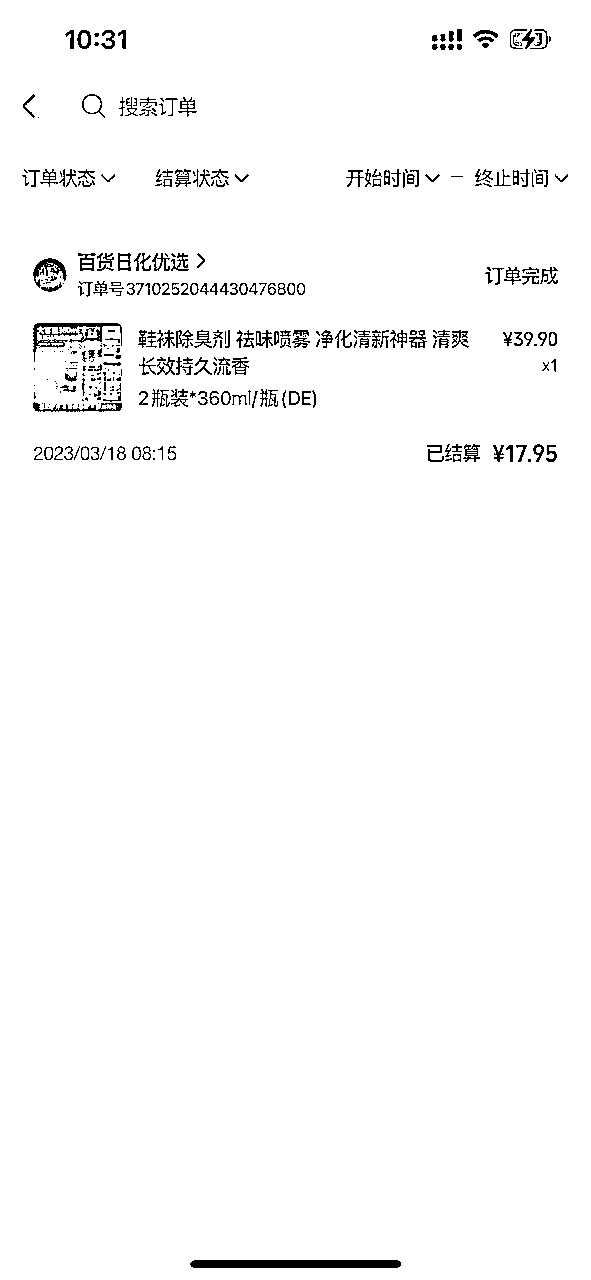 10:31
搜索订单
订单状态 结算状态 开始时间 — 终止时间
百货日化优选
订单号3710252044430476800
订单完成
鞋袜除臭剂 祛味喷雾 净化清新神器 清爽 ¥39.90
长效持久流香 x1
2瓶装*360ml/瓶(DE)
2023/03/18 08:15 已结算 ¥17.95